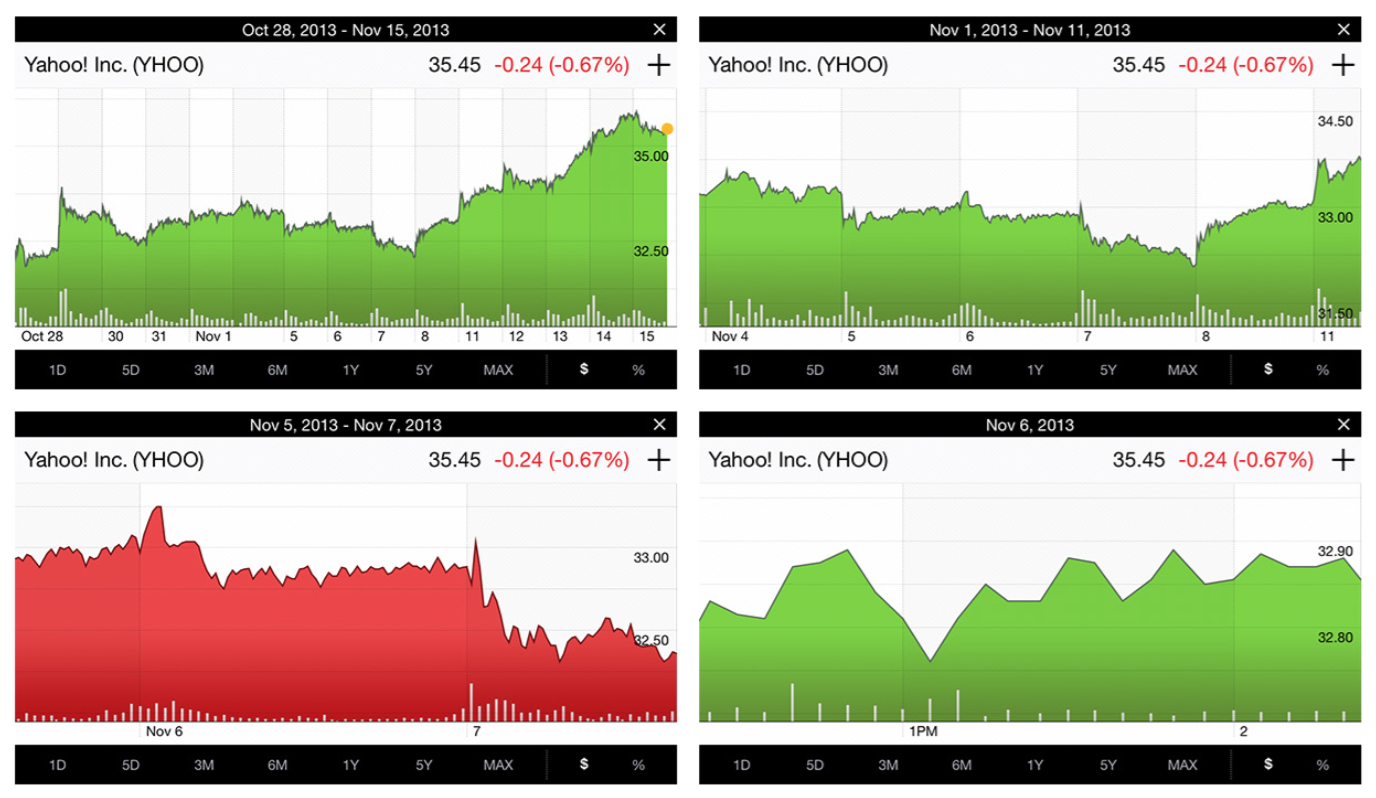 Oct 28, 2013 - Nov 15, 2013 ×
Yahoo! Inc. (YHOO) 35.45 -0.24 (-0.67%) +
35.00
32.50
Oct 28 30 31 Nov 1 5 6 7 8 11 12 13 14 15
1D 5D 3M 6M 1Y 5Y MAX $ %
Nov 1, 2013 - Nov 11, 2013 ×
Yahoo! Inc. (YHOO) 35.45 -0.24 (-0.67%) +
34.50
33.00
31.50
Nov 4 5 6 7 8 11
1D 5D 3M 6M 1Y 5Y MAX $ %
Nov 5, 2013 - Nov 7, 2013 ×
Yahoo! Inc. (YHOO) 35.45 -0.24 (-0.67%) +
33.00
32.50
Nov 6 7
1D 5D 3M 6M 1Y 5Y MAX $ %
Nov 6, 2013 ×
Yahoo! Inc. (YHOO) 35.45 -0.24 (-0.67%) +
32.90
32.80
1PM 2
1D 5D 3M 6M 1Y 5Y MAX $ %